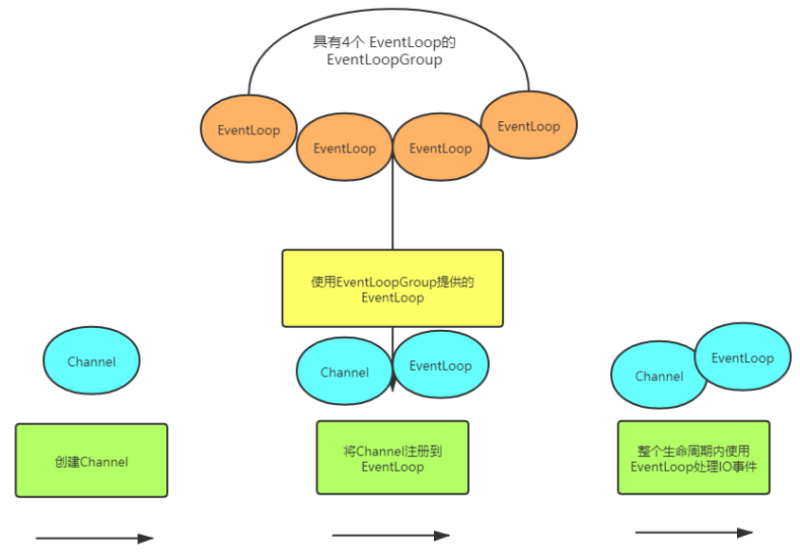 具有4个 EventLoop的
EventLoopGroup
EventLoop
EventLoop
EventLoop
EventLoop
使用EventLoopGroup提供的
EventLoop
Channel
Channel
EventLoop
Channel
EventLoop
创建Channel
将Channel注册到
EventLoop
整个生命周期内使用
EventLoop处理IO事件